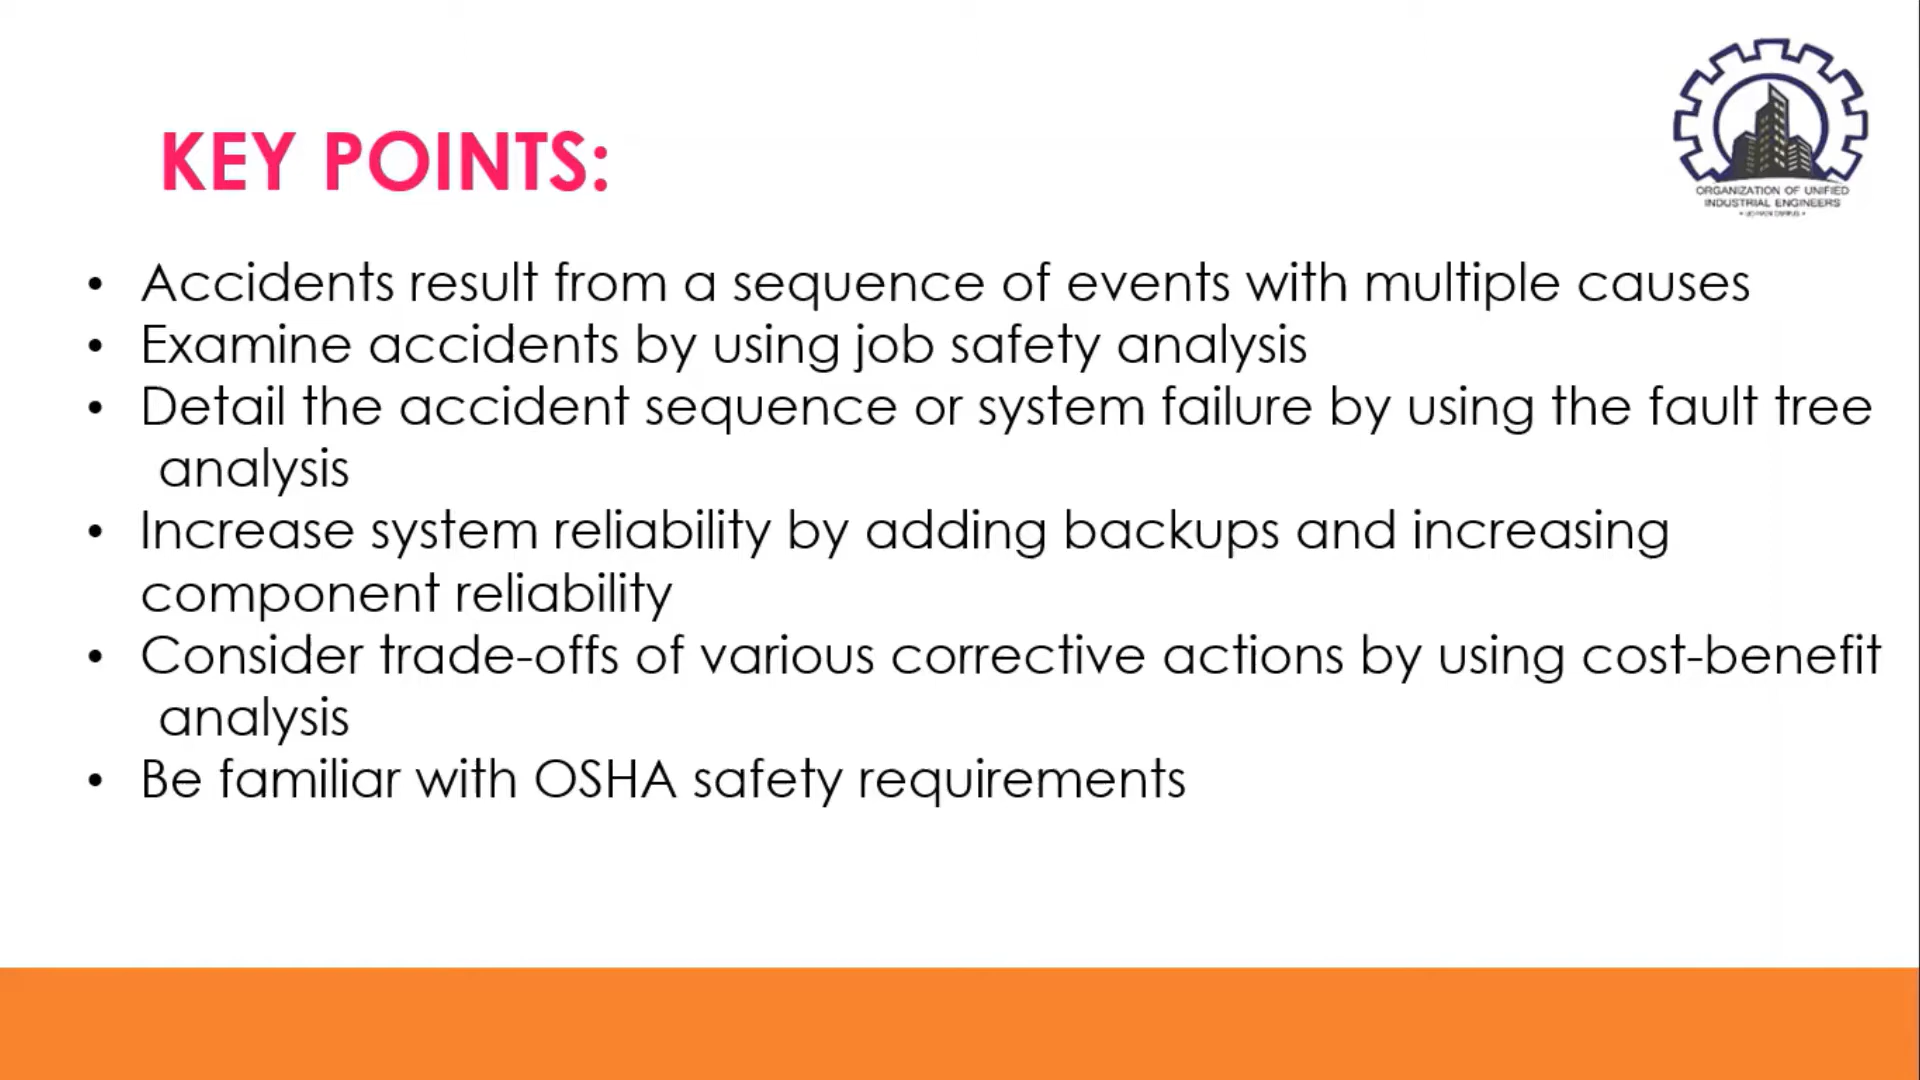 KEY POINTS:
ORGANIZATION OF UNIFIED
INDUSTRIAL ENGINEERS
• Accidents result from a sequence of events with multiple causes
• Examine accidents by using job safety analysis
• Detail the accident sequence or system failure by using the fault tree
analysis
• Increase system reliability by adding backups and increasing
component reliability
• Consider trade-offs of various corrective actions by using cost-benefit
analysis
• Be familiar with OSHA safety requirements